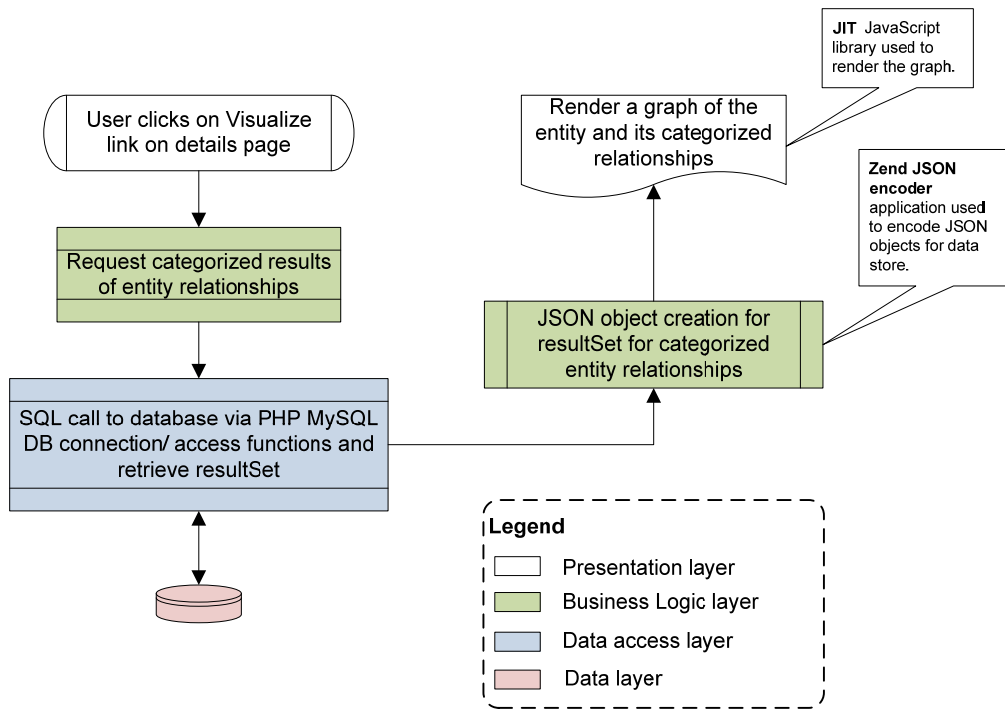 User clicks on Visualize
link on details page
Request categorized results
of entity relationships
SQL call to database via PHP MySQL
DB connection/ access functions and
retrieve resultSet
JSON object creation for
resultSet for categorized
entity relationships
Render a graph of the
entity and its categorized
relationships
JIT JavaScript
library used to
render the graph.
Zend JSON
encoder
application used
to encode JSON
objects for data
store.
Legend
Presentation layer
Business Logic layer
Data access layer
Data layer